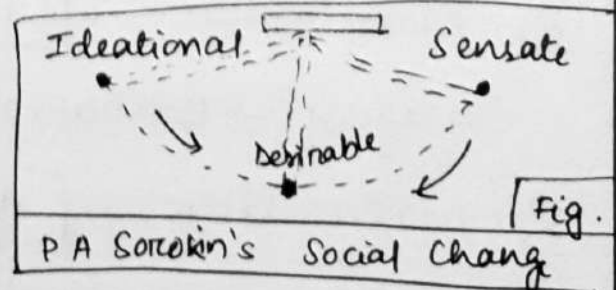 Ideational Sensate
Desirable
Fig.
P A Sorokin's Social Chang